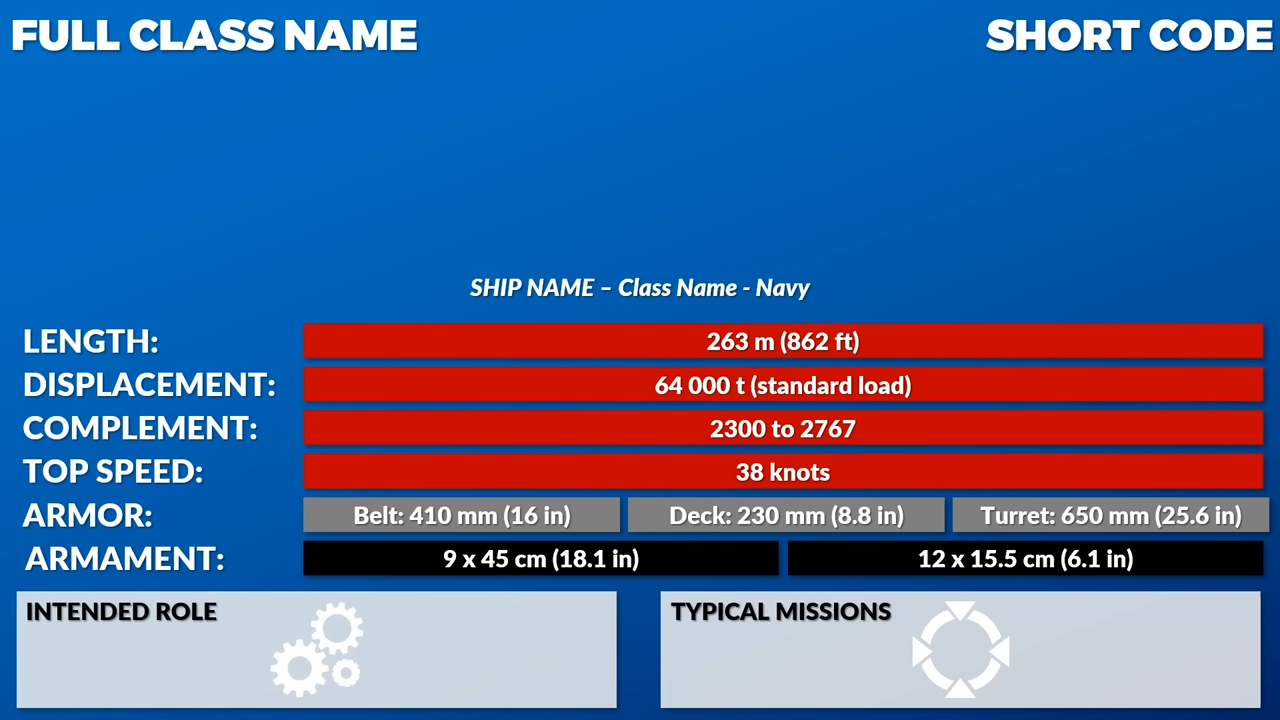 FULL CLASS NAME SHORT CODE
SHIP NAME – Class Name - Navy
LENGTH: 263 m (862 ft)
DISPLACEMENT: 64 000 t (standard load)
COMPLEMENT: 2300 to 2767
TOP SPEED: 38 knots
ARMOR: Belt: 410 mm (16 in) Deck: 230 mm (8.8 in) Turret: 650 mm (25.6 in)
ARMAMENT: 9 x 45 cm (18.1 in) 12 x 15.5 cm (6.1 in)
INTENDED ROLE TYPICAL MISSIONS